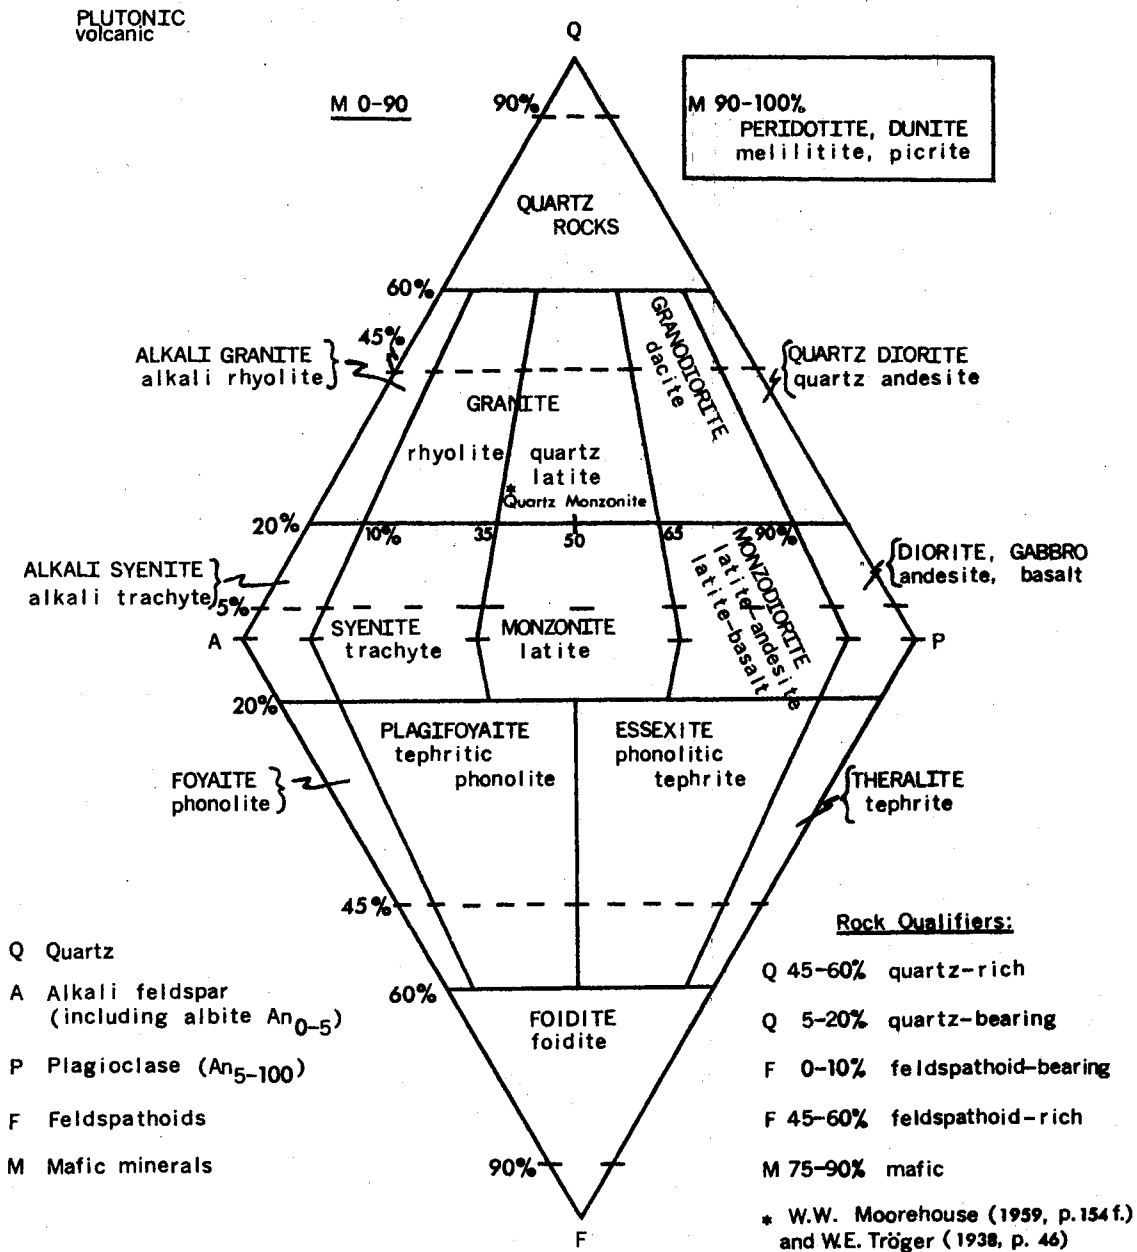 PLUTONIC
volcanic
Q
M 0-90
90%
M 90-100%
PERIDOTITE, DUNITE
melilitite, picrite
QUARTZ
ROCKS
60%
45%
ALKALI GRANITE
alkali rhyolite
GRANODIORITE
dacite
QUARTZ DIORITE
quartz andesite
GRANITE
rhyolite
quartz
latite
* Quartz Monzonite
20%
10%
35
50
65
90%
ALKALI SYENITE
alkali trachyte
DIORITE, GABBRO
andesite, basalt
5%
A
SYENITE
trachyte
MONZONITE
latite
MONZODIORITE
latite-andesite
latite-basalt
P
20%
PLAGIFOYAITE
tephritic
phonolite
ESSEXITE
phonolitic
tephrite
FOYAITE
phonolite
THERALITE
tephrite
45%
60%
FOIDITE
foidite
90%
F
Q Quartz
A Alkali feldspar
(including albite An0-5)
P Plagioclase (An5-100)
F Feldspathoids
M Mafic minerals
Rock Qualifiers:
Q 45-60% quartz-rich
Q 5-20% quartz-bearing
F 0-10% feldspathoid-bearing
F 45-60% feldspathoid-rich
M 75-90% mafic
* W.W. Moorehouse (1959, p.154f.)
and W.E. Tröger (1938, p. 46)